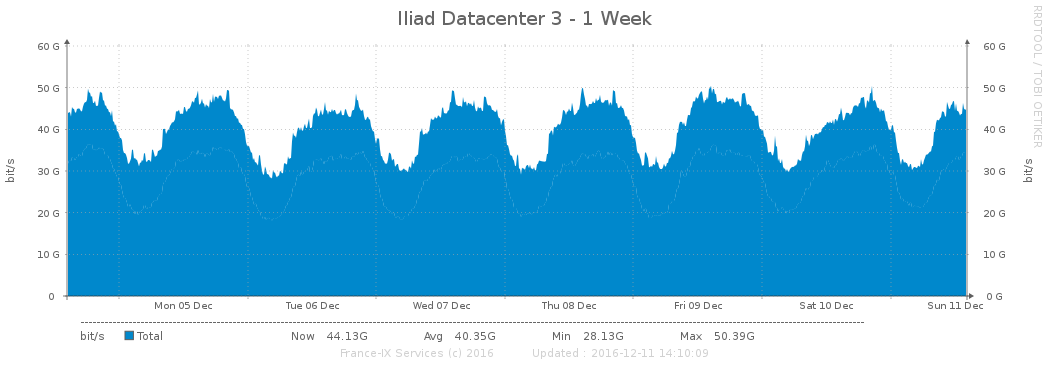 Iliad Datacenter 3 - 1 Week
RRDTOOL / TOBI OETIKER
60 G 60 G
50 G 50 G
40 G 40 G
30 G 30 G
20 G 20 G
10 G 10 G
0 0 G
bit/s
bit/s
Mon 05 Dec Tue 06 Dec Wed 07 Dec Thu 08 Dec Fri 09 Dec Sat 10 Dec Sun 11 Dec
bit/s Total Now 44.13G Avg 40.35G Min 28.13G Max 50.39G
France-IX Services (c) 2016 Updated : 2016-12-11 14:10:09